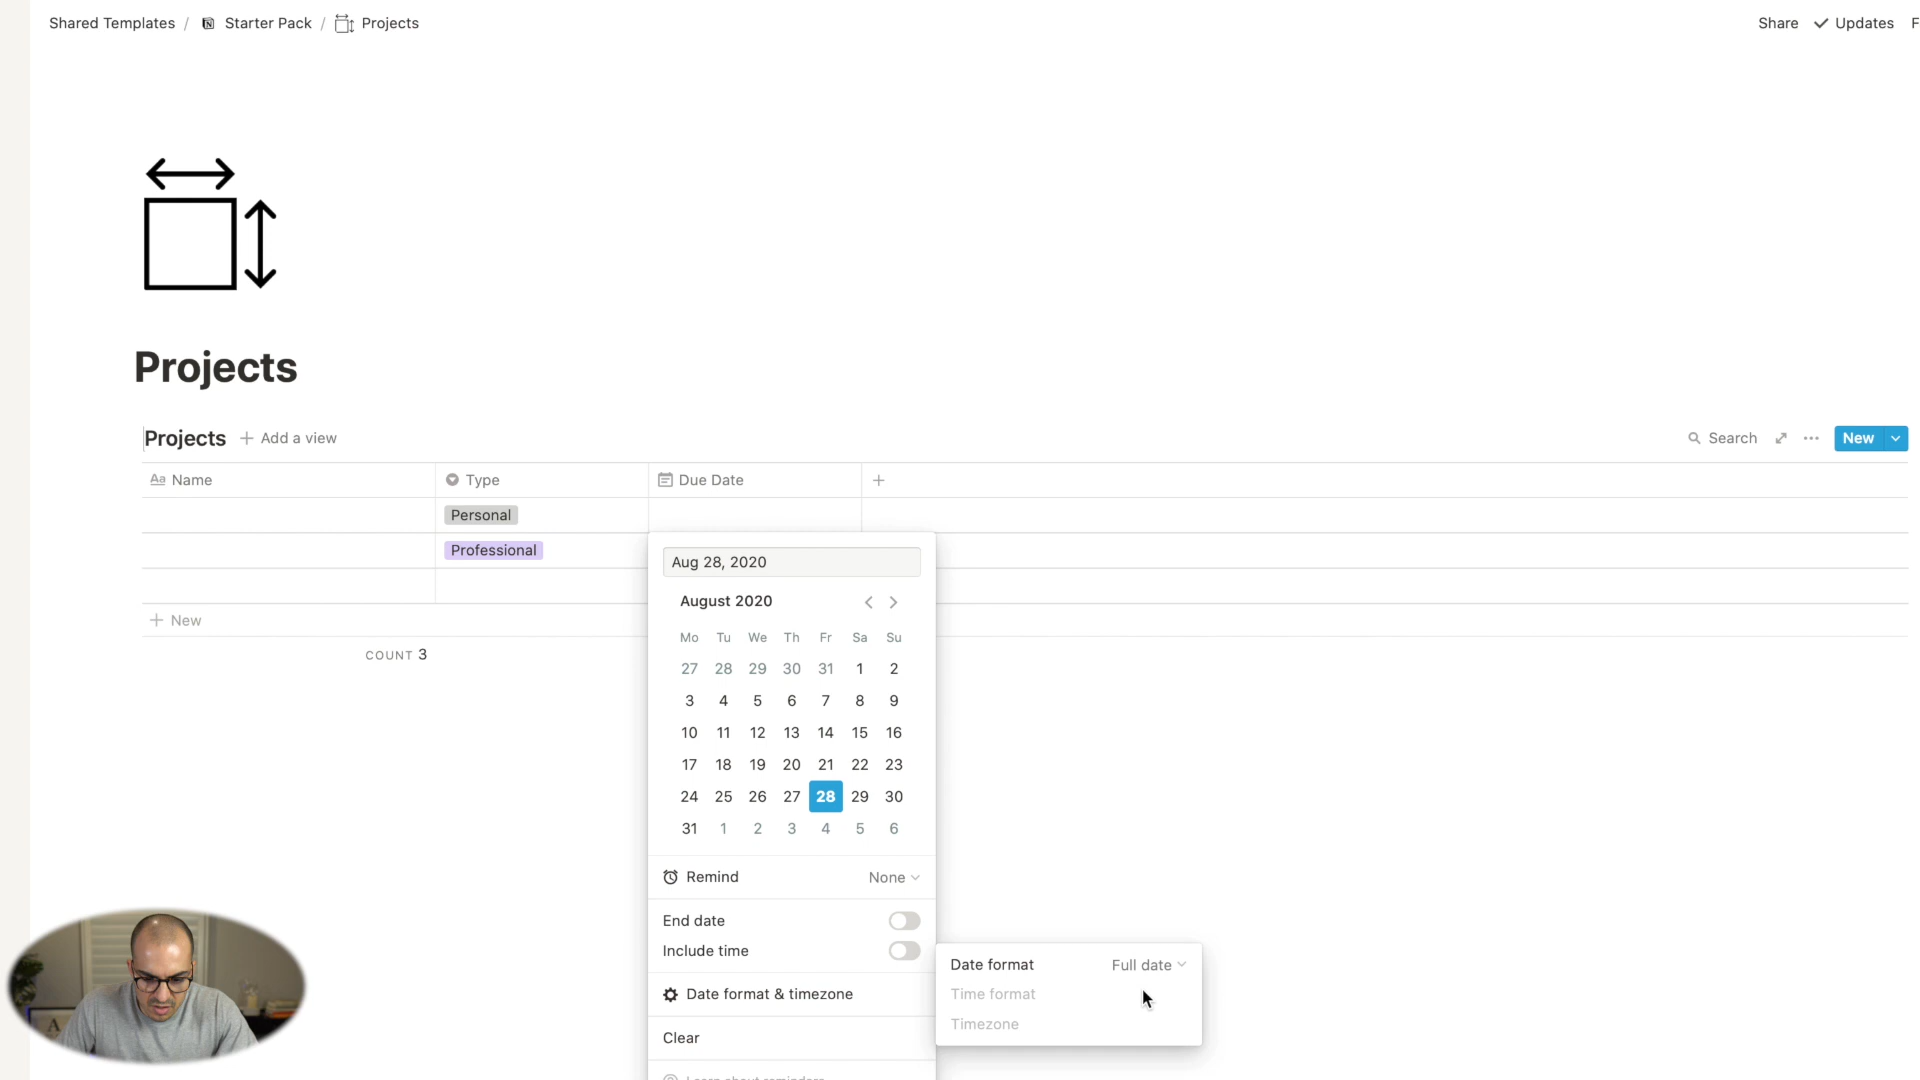 Shared Templates / Starter Pack / Projects
Share Updates F
Projects
Projects Add a view Search New
Aa Name Type Due Date
Personal
Professional
New
COUNT 3
Aug 28, 2020
August 2020
Mo Tu We Th Fr Sa Su
27 28 29 30 31 1 2
3 4 5 6 7 8 9
10 11 12 13 14 15 16
17 18 19 20 21 22 23
24 25 26 27 28 29 30
31 1 2 3 4 5 6
Remind None
End date
Include time
Date format & timezone
Clear
Learn about reminders
Date format Full date
Time format
Timezone
A